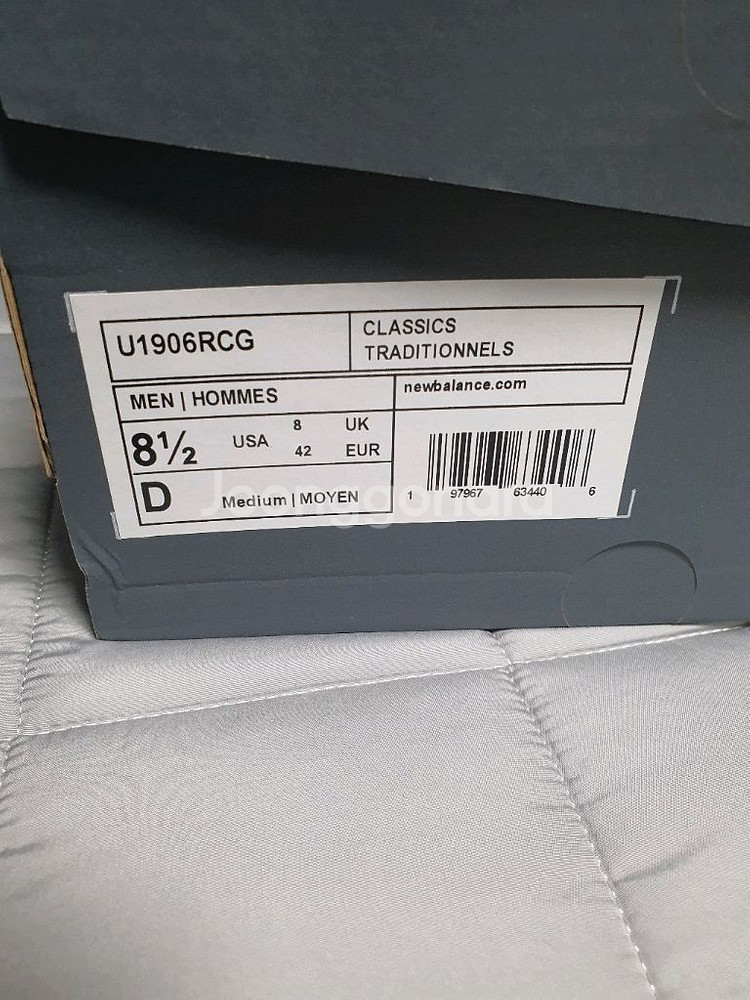 U1906RCG
CLASSICS
TRADITIONNELS
MEN | HOMMES
newbalance.com
8½ USA 8 UK
42 EUR
D Medium | MOYEN
1 97967 63440 6
Joonggonara